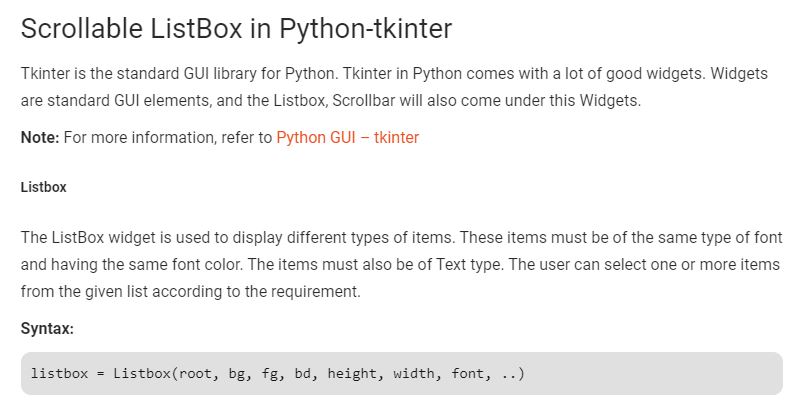 Scrollable ListBox in Python-tkinter
Tkinter is the standard GUI library for Python. Tkinter in Python comes with a lot of good widgets. Widgets
are standard GUI elements, and the Listbox, Scrollbar will also come under this Widgets.
Note: For more information, refer to Python GUI – tkinter
Listbox
The ListBox widget is used to display different types of items. These items must be of the same type of font
and having the same font color. The items must also be of Text type. The user can select one or more items
from the given list according to the requirement.
Syntax:
listbox = Listbox(root, bg, fg, bd, height, width, font, ..)